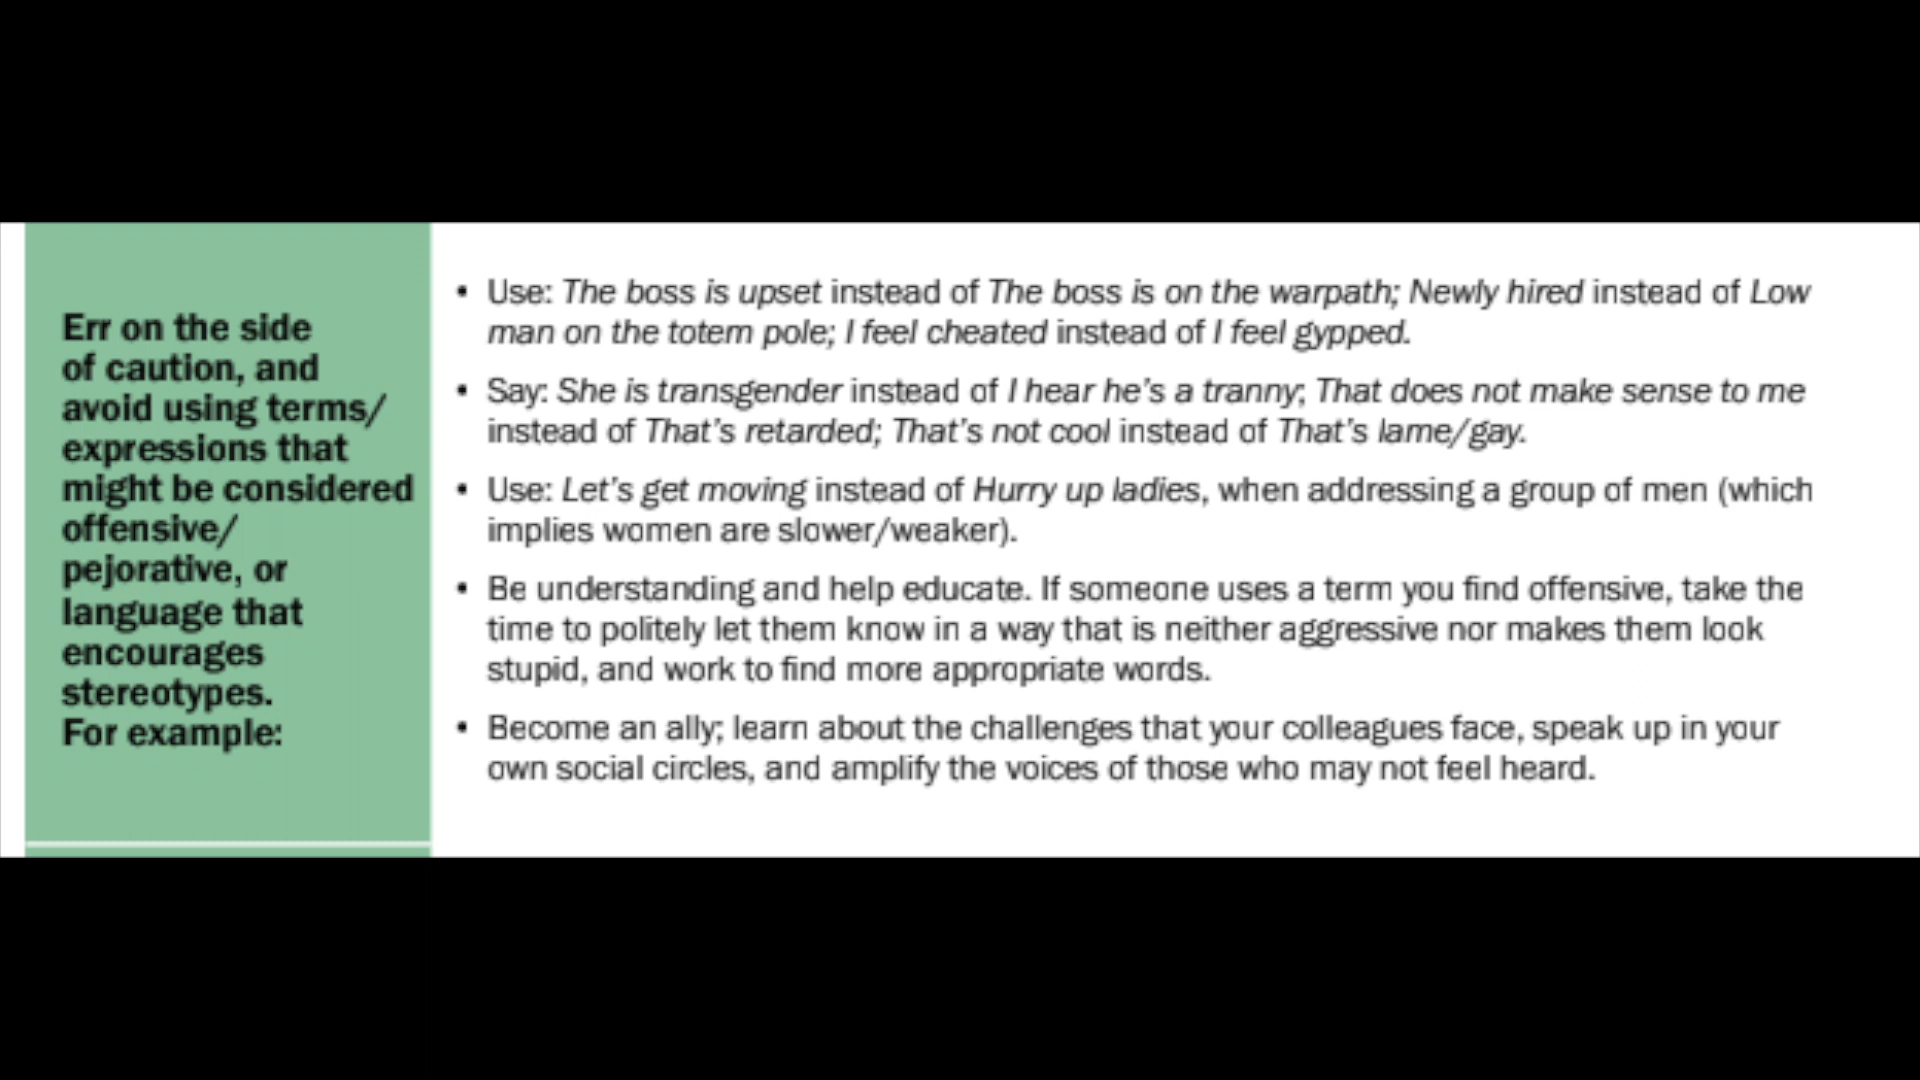 Err on the side
of caution, and
avoid using terms/
expressions that
might be considered
offensive/
pejorative, or
language that
encourages
stereotypes.
For example:
• Use: The boss is upset instead of The boss is on the warpath; Newly hired instead of Low
man on the totem pole; I feel cheated instead of I feel gypped.
• Say: She is transgender instead of I hear he's a tranny; That does not make sense to me
instead of That's retarded; That's not cool instead of That's lame/gay.
• Use: Let's get moving instead of Hurry up ladies, when addressing a group of men (which
implies women are slower/weaker).
• Be understanding and help educate. If someone uses a term you find offensive, take the
time to politely let them know in a way that is neither aggressive nor makes them look
stupid, and work to find more appropriate words.
• Become an ally; learn about the challenges that your colleagues face, speak up in your
own social circles, and amplify the voices of those who may not feel heard.